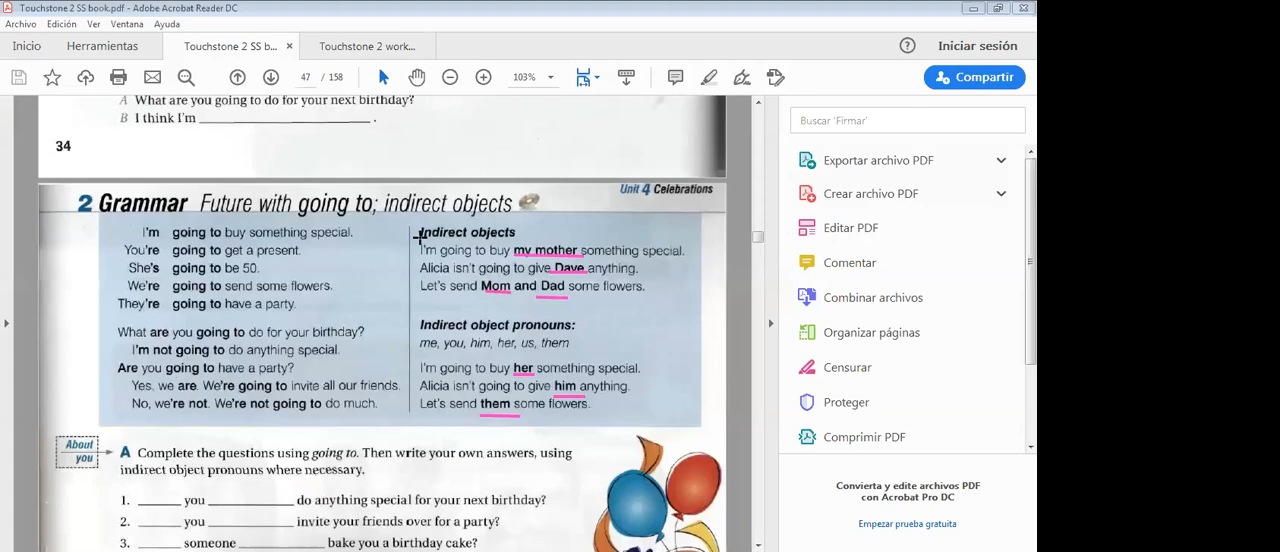 Touchstone 2 SS book.pdf - Adobe Acrobat Reader DC
Archivo Edición Ver Ventana Ayuda
Inicio Herramientas Touchstone 2 SS b... × Touchstone 2 work... Iniciar sesión
47 / 158 103% Compartir
A What are you going to do for your next birthday?
B I think I'm ____________________ .
34
Unit 4 Celebrations
2 Grammar Future with going to; indirect objects
I'm going to buy something special.
You're going to get a present.
She's going to be 50.
We're going to send some flowers.
They're going to have a party.
What are you going to do for your birthday?
I'm not going to do anything special.
Are you going to have a party?
Yes, we are. We're going to invite all our friends.
No, we're not. We're not going to do much.
Indirect objects
I'm going to buy my mother something special.
Alicia isn't going to give Dave anything.
Let's send Mom and Dad some flowers.
Indirect object pronouns:
me, you, him, her, us, them
I'm going to buy her something special.
Alicia isn't going to give him anything.
Let's send them some flowers.
About
you
A Complete the questions using going to. Then write your own answers, using
indirect object pronouns where necessary.
1. ______ you __________ do anything special for your next birthday?
2. ______ you __________ invite your friends over for a party?
3. ______ someone __________ bake you a birthday cake?
Buscar 'Firmar'
Exportar archivo PDF
Crear archivo PDF
Editar PDF
Comentar
Combinar archivos
Organizar páginas
Censurar
Proteger
Comprimir PDF
Convierta y edite archivos PDF
con Acrobat Pro DC
Empezar prueba gratuita